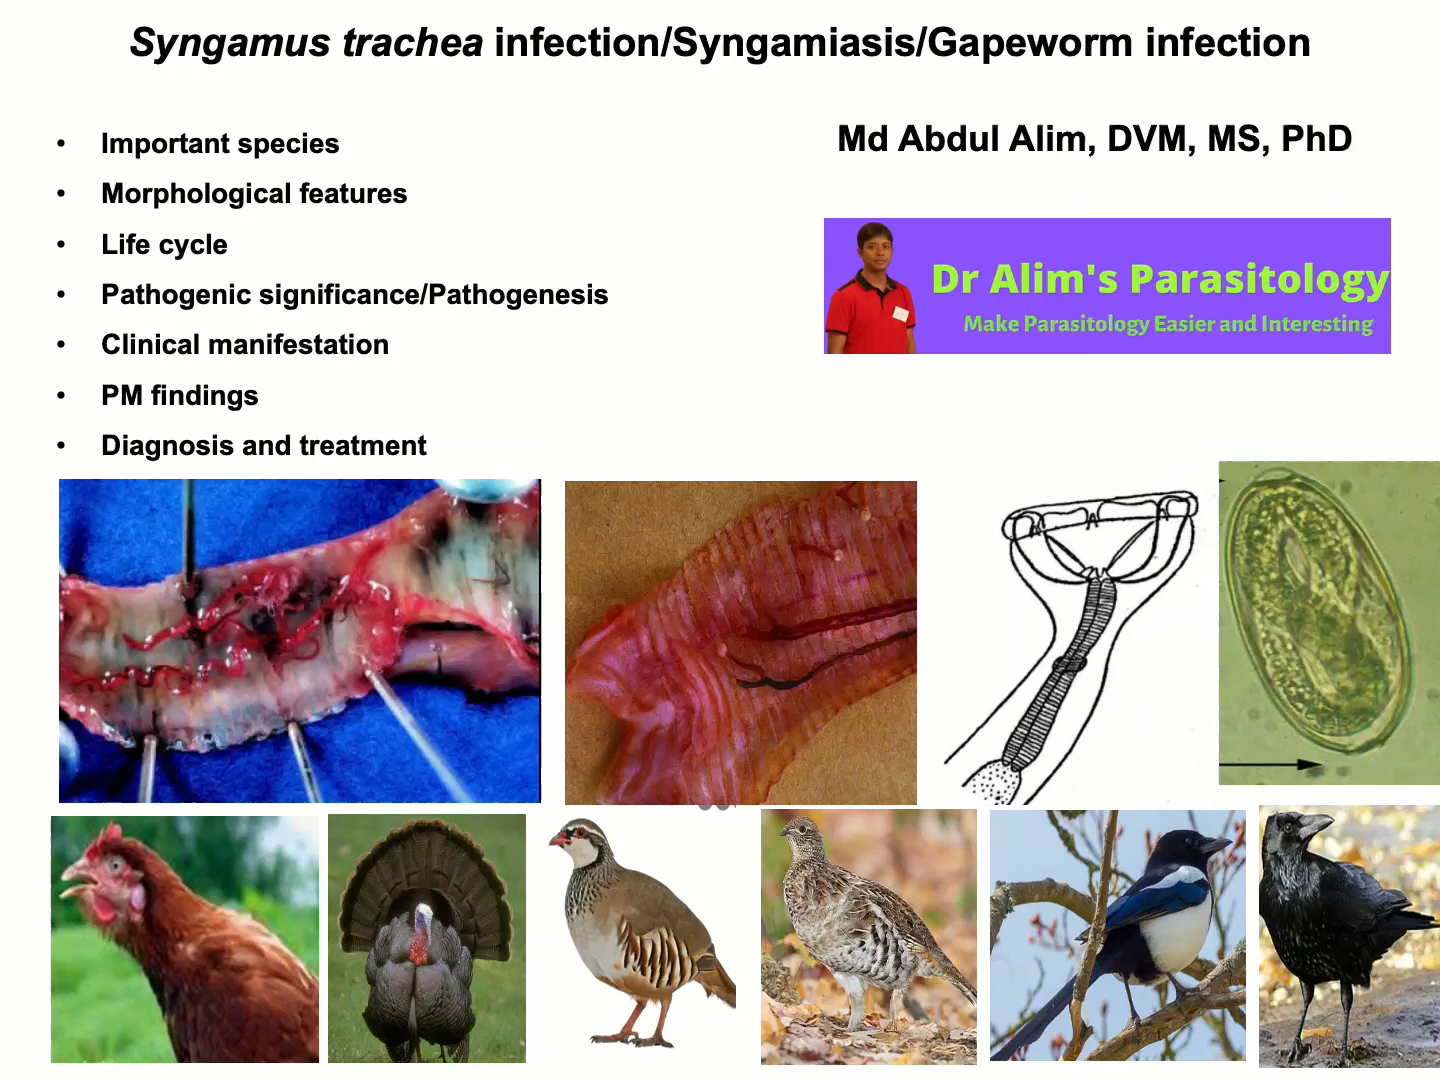 Syngamus trachea infection/Syngamiasis/Gapeworm infection
• Important species
• Morphological features
• Life cycle
• Pathogenic significance/Pathogenesis
• Clinical manifestation
• PM findings
• Diagnosis and treatment
Md Abdul Alim, DVM, MS, PhD
Dr Alim's Parasitology
Make Parasitology Easier and Interesting